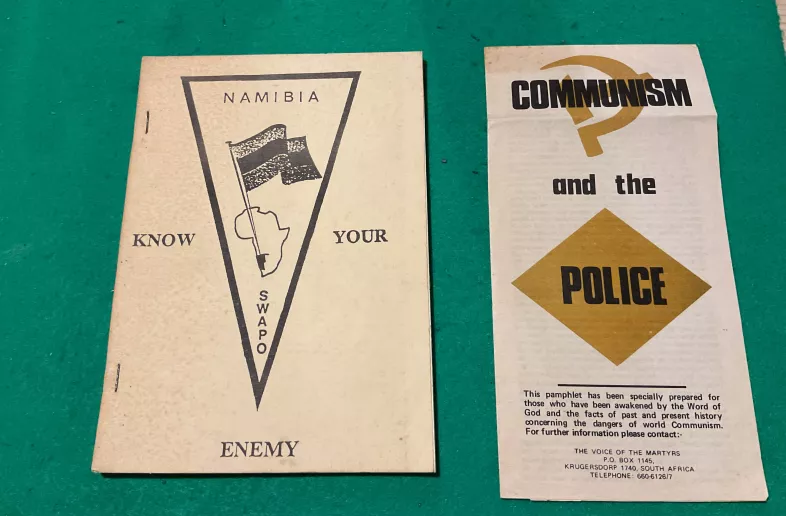 NAMIBIA
KNOW YOUR
SWAPO
ENEMY
COMMUNISM
and the
POLICE
This pamphlet has been specially prepared for
those who have been awakened by the Word of
God and the facts of past and present history
concerning the dangers of world Communism.
For further information please contact:-
THE VOICE OF THE MARTYRS
P.O. BOX 1145,
KRUGERSDORP 1740, SOUTH AFRICA
TELEPHONE: 660-6126/7